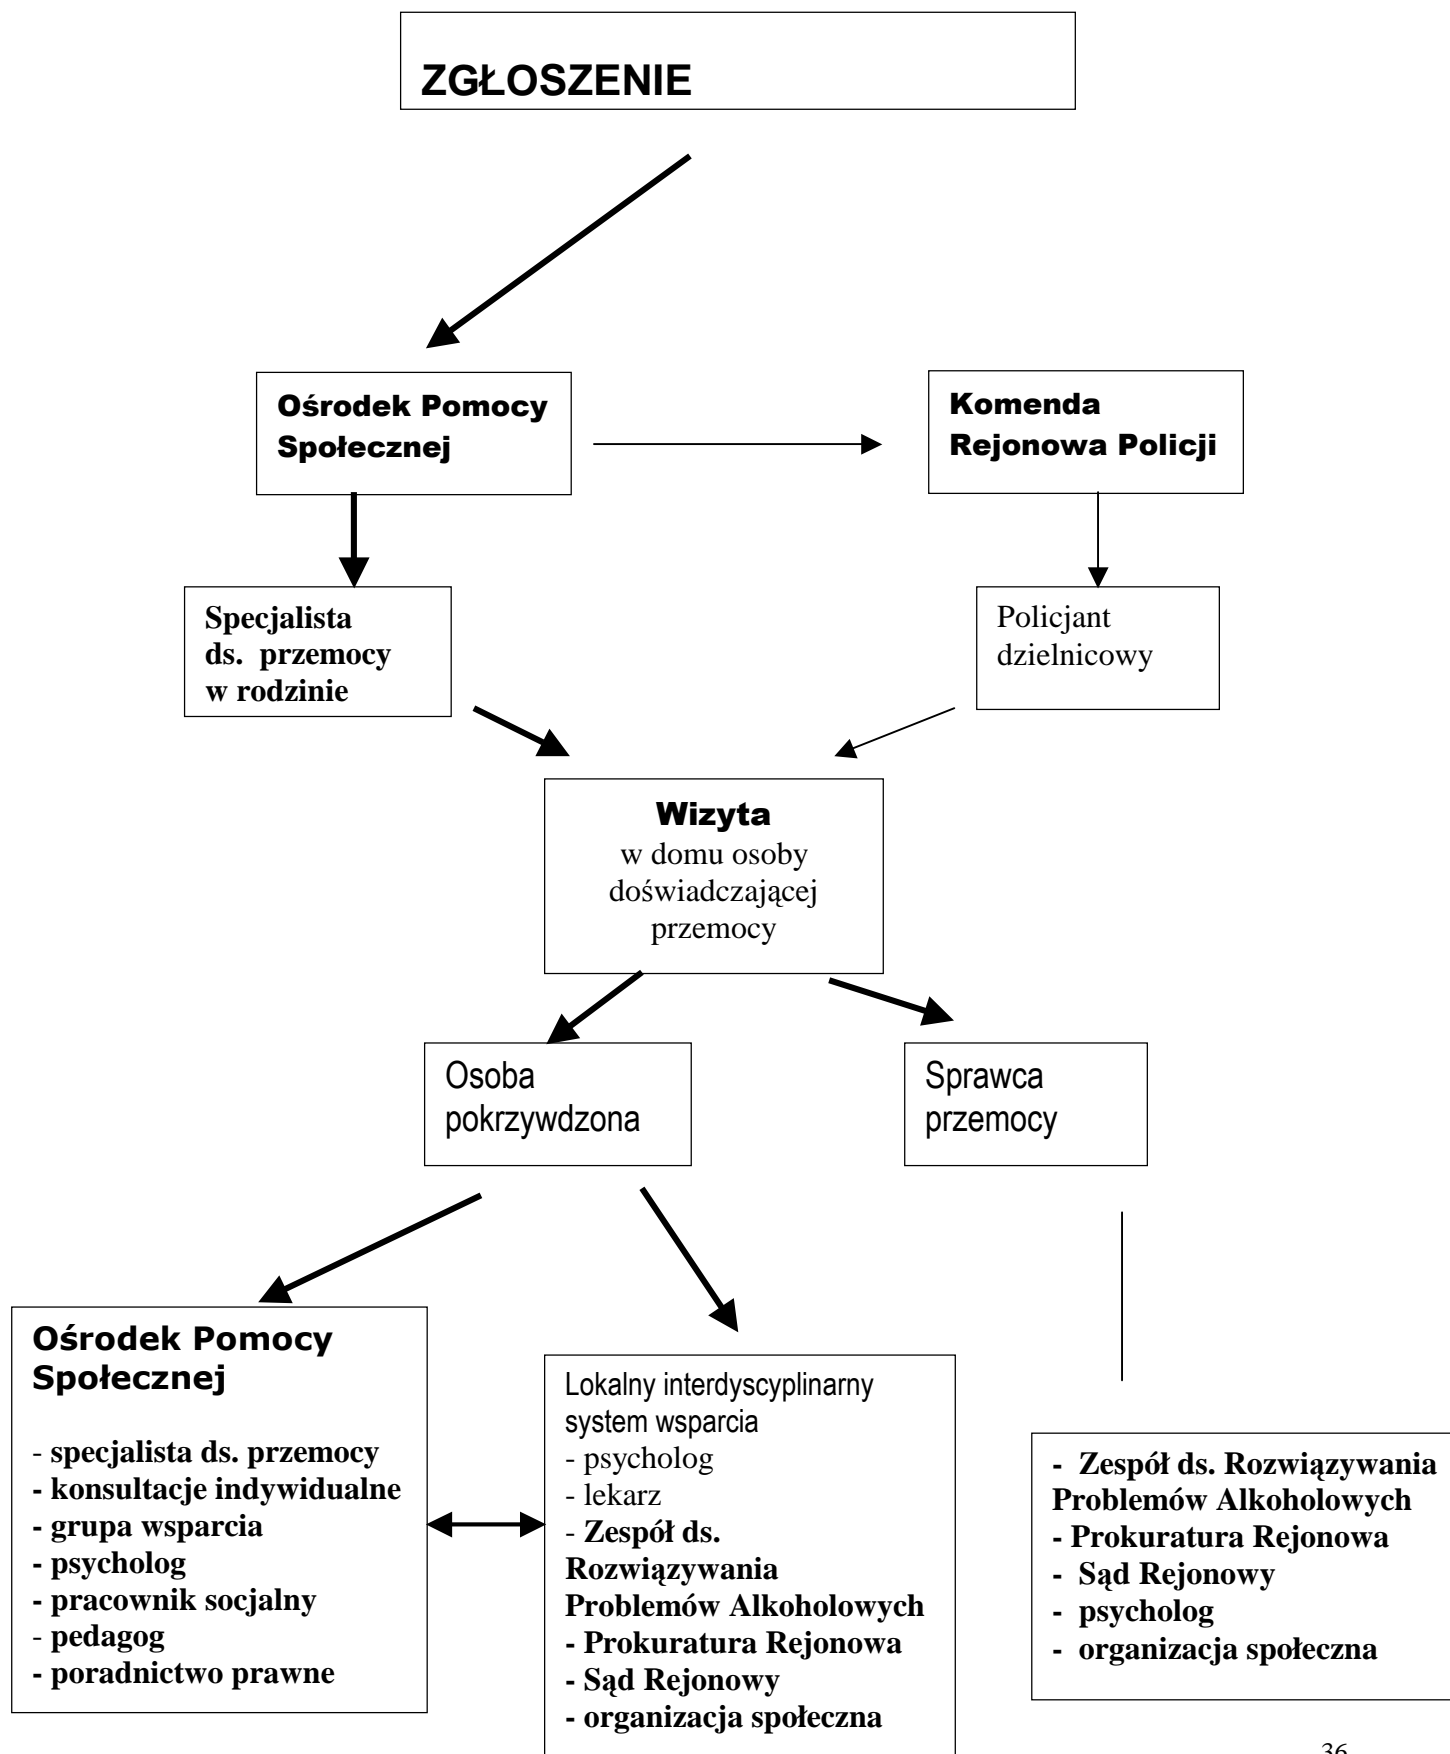 ZGŁOSZENIE
Ośrodek Pomocy
Społecznej
Komenda
Rejonowa Policji
Specjalista
ds. przemocy
w rodzinie
Policjant
dzielnicowy
Wizyta
w domu osoby
doświadczającej
przemocy
Osoba
pokrzywdzona
Sprawca
przemocy
Ośrodek Pomocy
Społecznej
- specjalista ds. przemocy
- konsultacje indywidualne
- grupa wsparcia
- psycholog
- pracownik socjalny
- pedagog
- poradnictwo prawne
Lokalny interdyscyplinarny
system wsparcia
- psycholog
- lekarz
- Zespół ds.
Rozwiązywania
Problemów Alkoholowych
- Prokuratura Rejonowa
- Sąd Rejonowy
- organizacja społeczna
- Zespół ds. Rozwiązywania
Problemów Alkoholowych
- Prokuratura Rejonowa
- Sąd Rejonowy
- psycholog
- organizacja społeczna
36